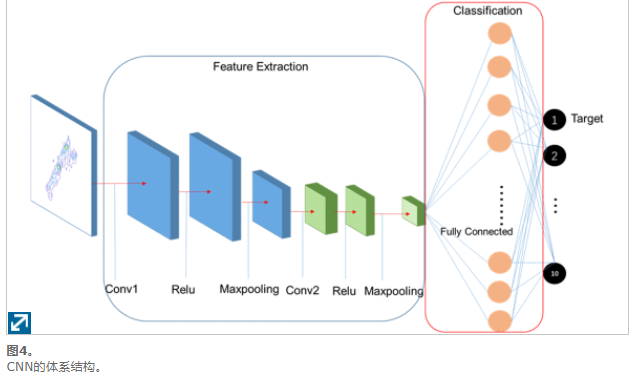 Classification
Feature Extraction
1
Target
2
Fully Connected
10
Conv1
Relu
Maxpooling
Conv2
Relu
Maxpooling
图4。
CNN的体系结构。